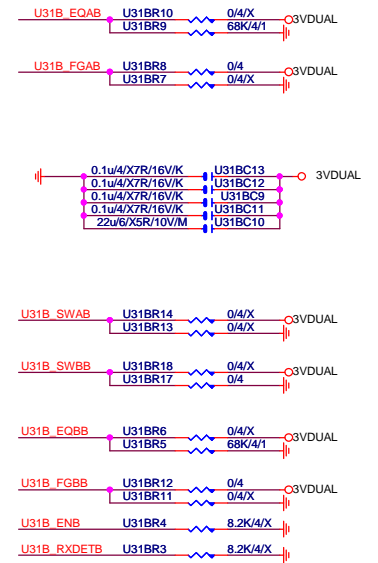 U31B_EQAB U31BR10 0/4/X 3VDUAL
U31BR9 68K/4/1
U31B_FGAB U31BR8 0/4 3VDUAL
U31BR7 0/4/X
0.1u/4/X7R/16V/K U31BC13 3VDUAL
0.1u/4/X7R/16V/K U31BC12
0.1u/4/X7R/16V/K U31BC9
0.1u/4/X7R/16V/K U31BC11
22u/6/X5R/10V/M U31BC10
U31B_SWAB U31BR14 0/4/X 3VDUAL
U31BR13 0/4/X
U31B_SWBB U31BR18 0/4/X 3VDUAL
U31BR17 0/4
U31B_EQBB U31BR6 0/4/X 3VDUAL
U31BR5 68K/4/1
U31B_FGBB U31BR12 0/4 3VDUAL
U31BR11 0/4/X
U31B_ENB U31BR4 8.2K/4/X
U31B_RXDETB U31BR3 8.2K/4/X